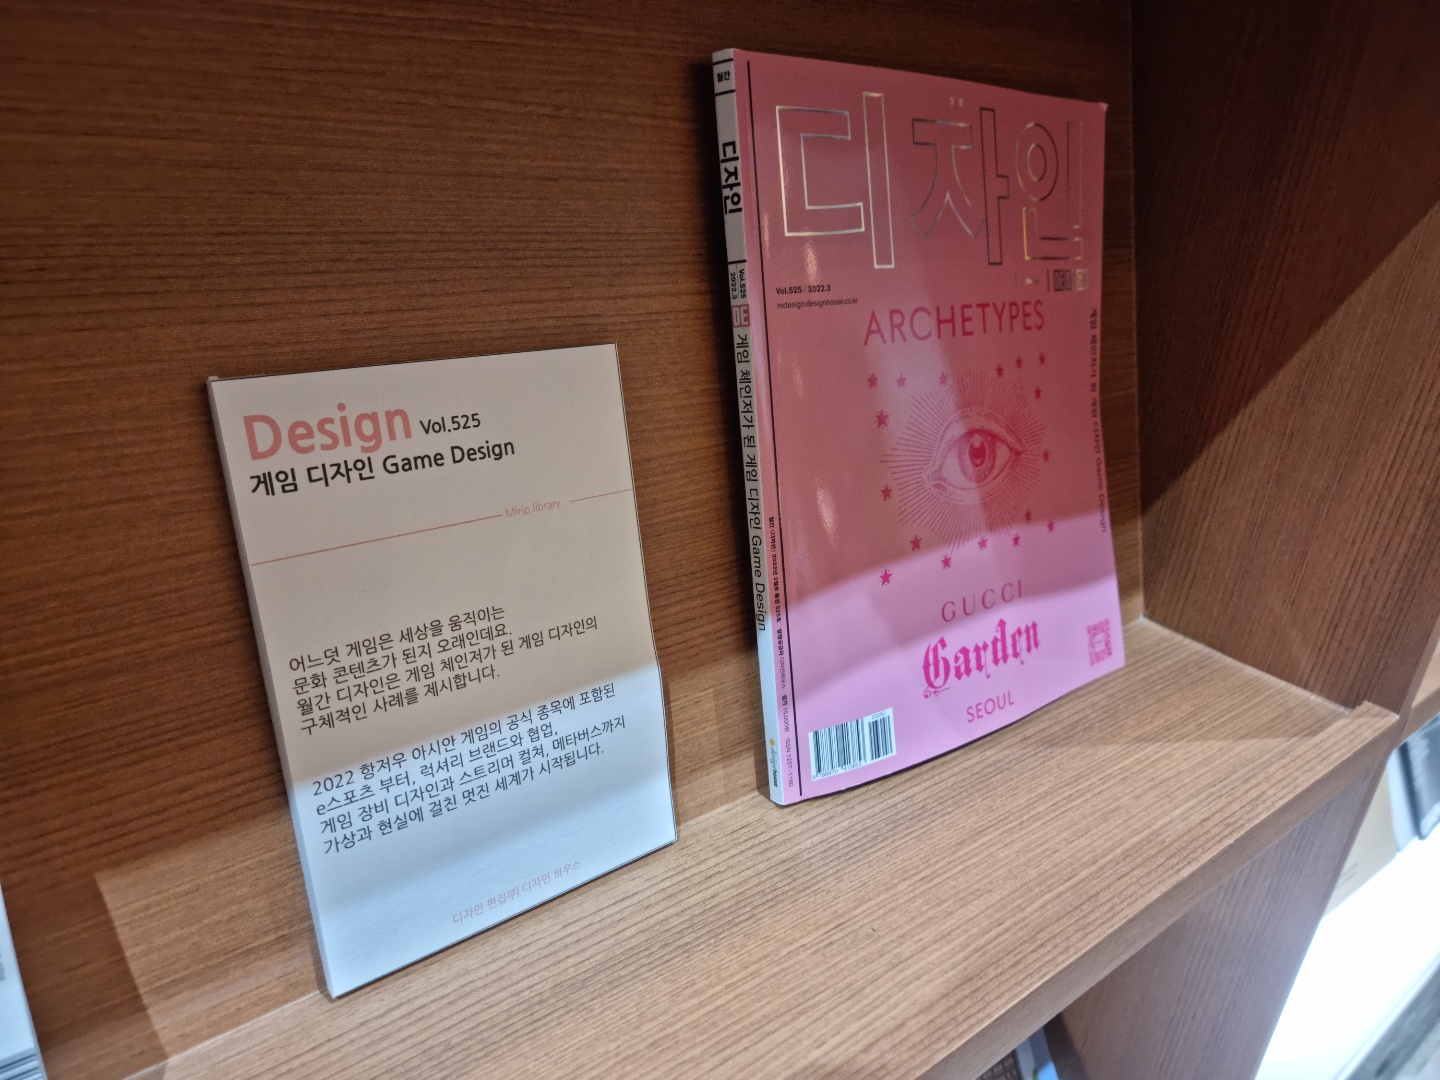 Design Vol.525
게임 디자인 Game Design
Mirip library
어느덧 게임은 세상을 움직이는
문화 콘텐츠가 된지 오래인데요.
월간 디자인은 게임 체인저가 된 게임 디자인의
구체적인 사례를 제시합니다.
2022 항저우 아시안 게임의 공식 종목에 포함된
e스포츠 부터, 럭셔리 브랜드와 협업,
게임 장비 디자인과 스트리머 컬쳐, 메타버스까지
가상과 현실에 걸친 멋진 세계가 시작됩니다.
디자인 편집부| 디자인 하우스
월간
디자인
Vol.525
2022.3
DE
게임 체인저가 된 게임 디자인 Game Design
디자인
Vol.525 / 2022.3
mdesign.designhouse.co.kr
ARCHETYPES
게임 체인저가 된 게임 디자인 Game Design
GUCCI
Garden
SEOUL